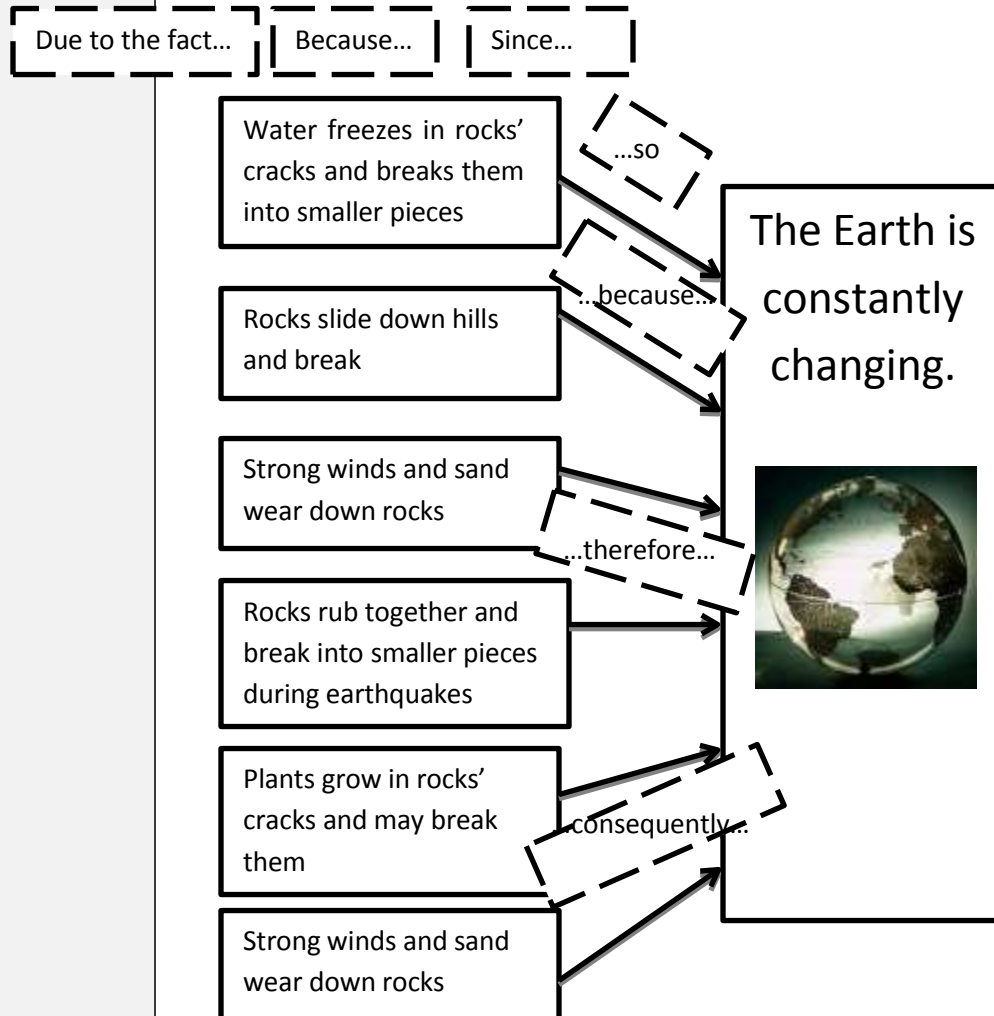 Due to the fact...
Because...
Since...
Water freezes in rocks’
cracks and breaks them
into smaller pieces
...so
The Earth is
constantly
changing.
...because...
Rocks slide down hills
and break
Strong winds and sand
wear down rocks
...therefore...
Rocks rub together and
break into smaller pieces
during earthquakes
Plants grow in rocks’
cracks and may break
them
...consequently...
Strong winds and sand
wear down rocks